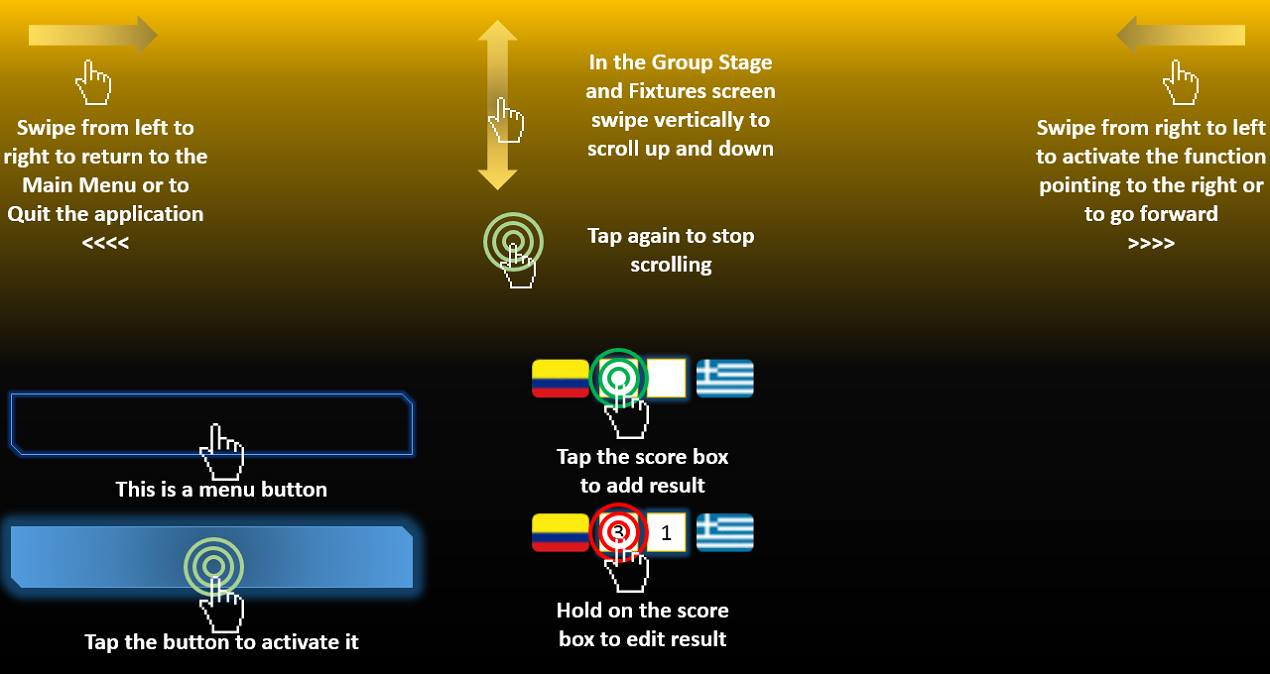 Swipe from left to
right to return to the
Main Menu or to
Quit the application
<<<<
In the Group Stage
and Fixtures screen
swipe vertically to
scroll up and down
Tap again to stop
scrolling
Swipe from right to left
to activate the function
pointing to the right or
to go forward
>>>>
This is a menu button
Tap the button to activate it
Tap the score box
to add result
3 1
Hold on the score
box to edit result